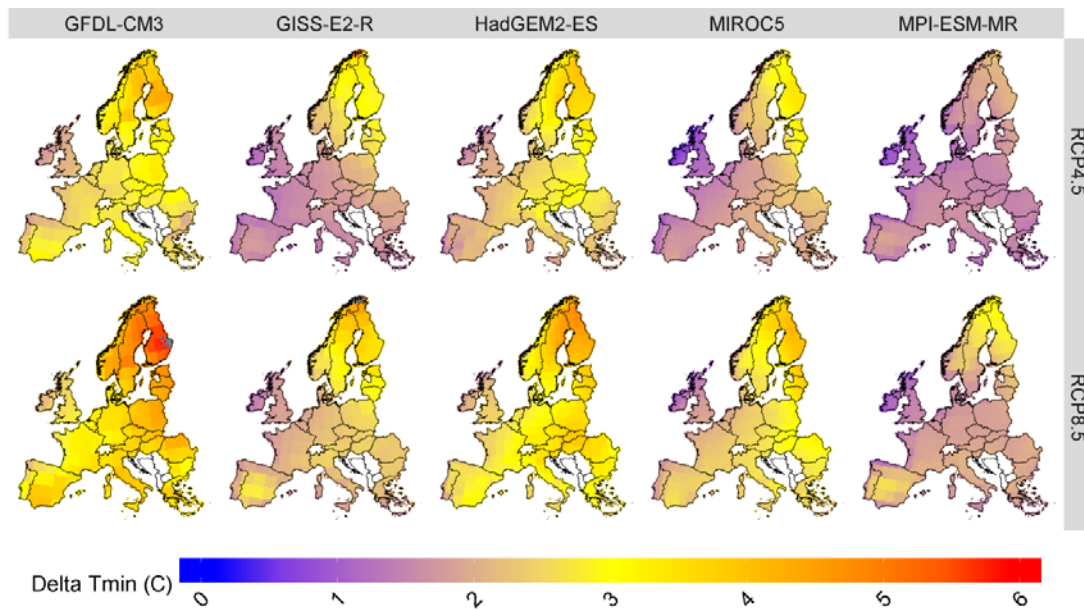 GFDL-CM3 GISS-E2-R HadGEM2-ES MIROC5 MPI-ESM-MR
RCP4.5
RCP8.5
Delta Tmin (C)
0 1 2 3 4 5 6